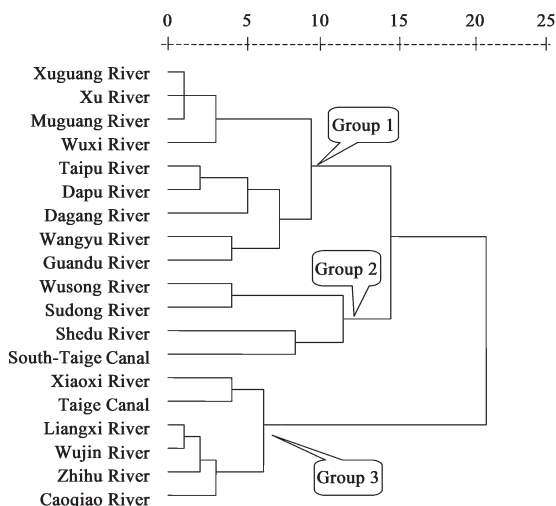 0 5 10 15 20 25
Xuguang River
Xu River
Muguang River
Group 1
Wuxi River
Taipu River
Dapu River
Dagang River
Wangyu River
Guandu River
Group 2
Wusong River
Sudong River
Shedu River
South-Taige Canal
Xiaoxi River
Taige Canal
Liangxi River
Wujin River
Zhihu River
Group 3
Caoqiao River